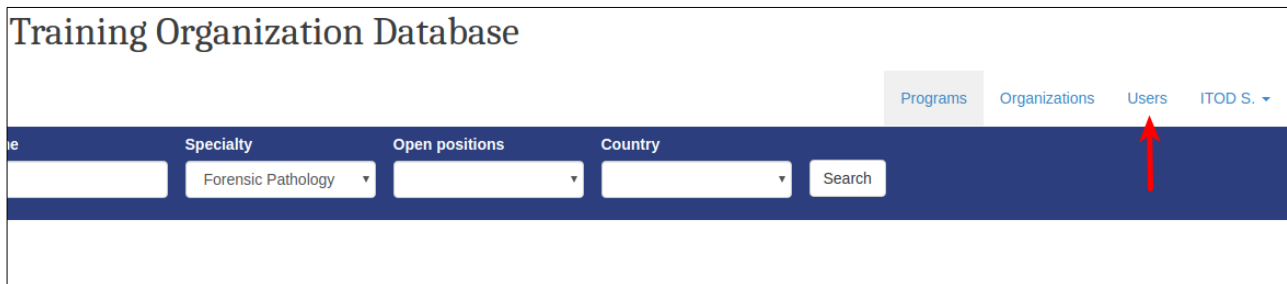 Training Organization Database
Programs Organizations Users ITOD S.
Specialty Open positions Country
Forensic Pathology Search